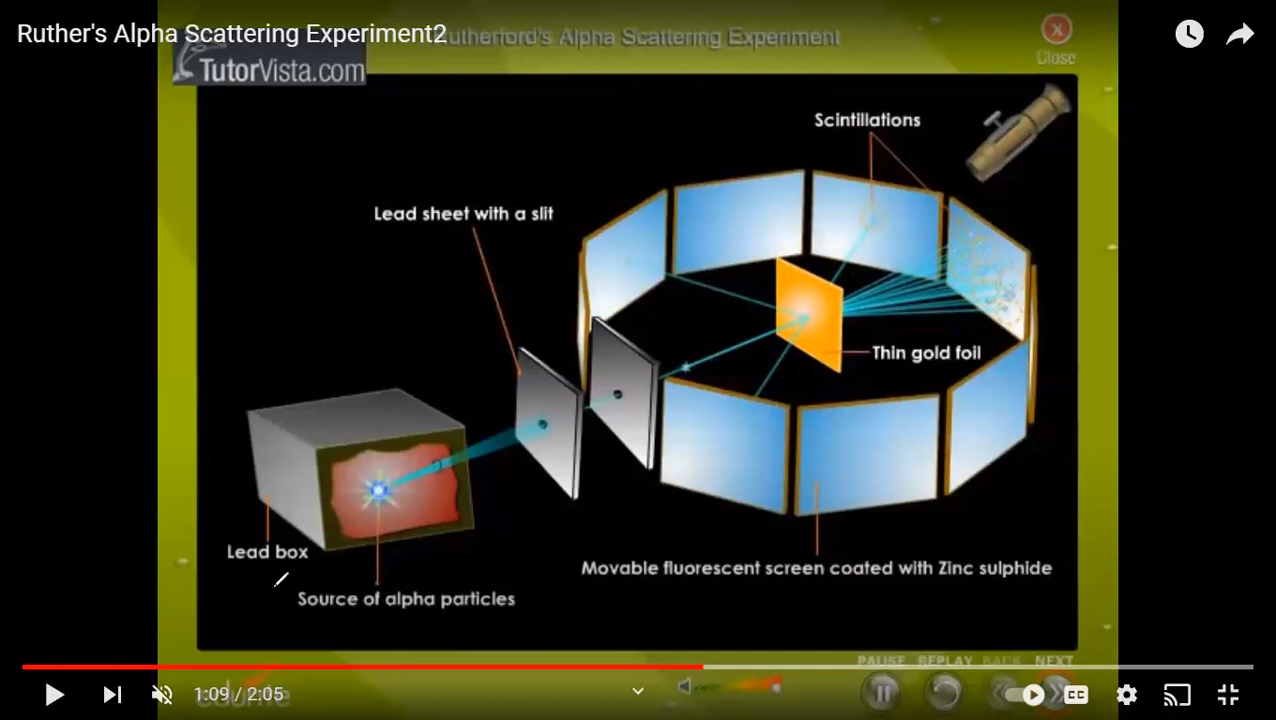 Ruther's Alpha Scattering Experiment2
Rutherford's Alpha Scattering Experiment
TutorVista.com
Close
Scintillations
Lead sheet with a slit
Thin gold foil
Lead box
Movable fluorescent screen coated with Zinc sulphide
Source of alpha particles
PAUSE REPLAY BACK NEXT
1:09 / 2:05
CC